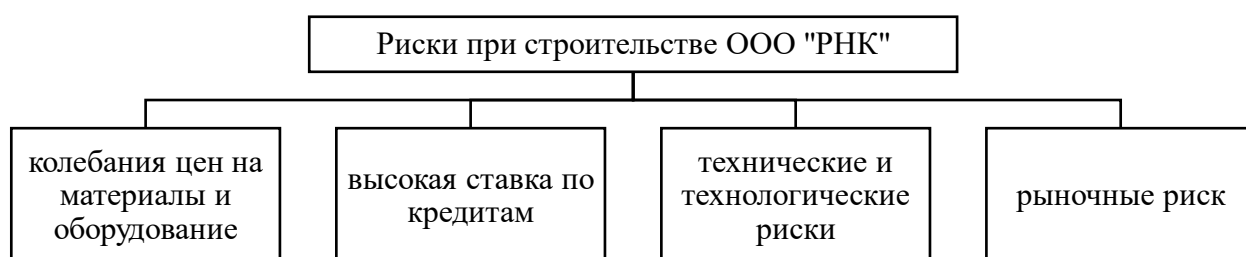 Риски при строительстве ООО "РНК"
колебания цен на
материалы и
оборудование
высокая ставка по
кредитам
технические и
технологические
риски
рыночные риск